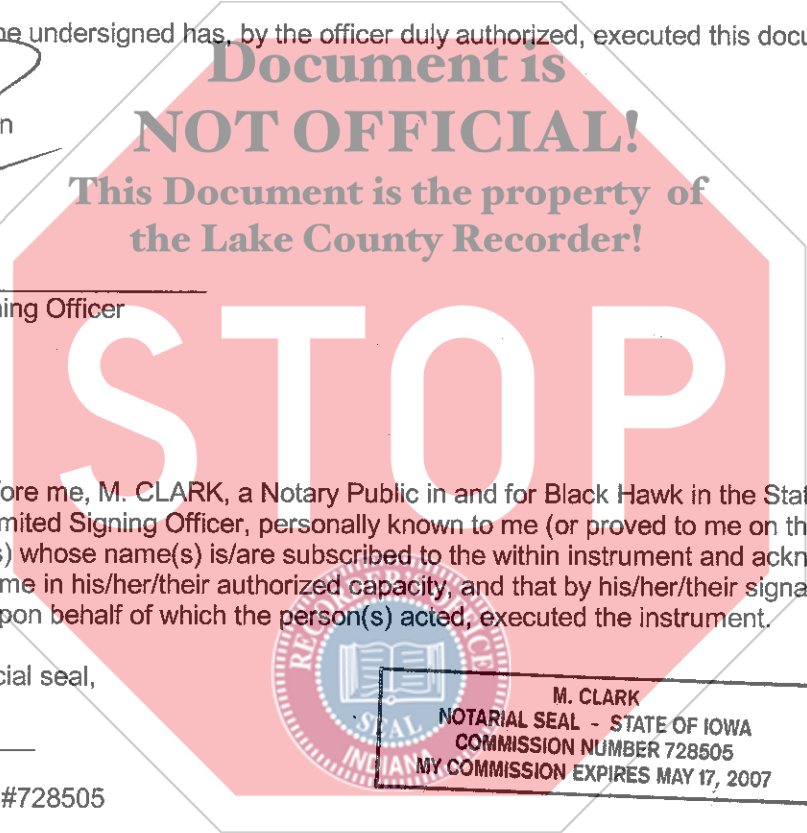 ne undersigned has, by the officer duly authorized, executed this docu
Document is
NOT OFFICIAL!
n
This Document is the property of
the Lake County Recorder!
ning Officer
STOP
fore me, M. CLARK, a Notary Public in and for Black Hawk in the Stat
mited Signing Officer, personally known to me (or proved to me on th
s) whose name(s) is/are subscribed to the within instrument and ackn
me in his/her/their authorized capacity, and that by his/her/their signa
pon behalf of which the person(s) acted, executed the instrument.
cial seal,
SEAL
INDIANA
M. CLARK
NOTARIAL SEAL - STATE OF IOWA
COMMISSION NUMBER 728505
MY COMMISSION EXPIRES MAY 17, 2007
#728505